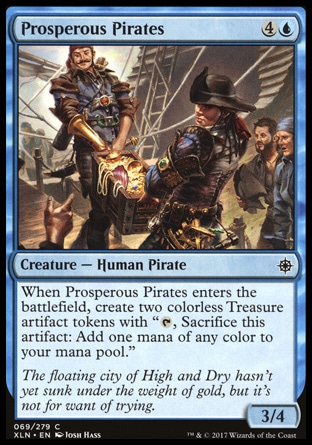 Prosperous Pirates 4
Creature — Human Pirate
When Prosperous Pirates enters the
battlefield, create two colorless Treasure
artifact tokens with “, Sacrifice this
artifact: Add one mana of any color to
your mana pool.”
The floating city of High and Dry hasn't
yet sunk under the weight of gold, but it's
not for want of trying.
3/4
069/279 C
XLN • EN Josh Hass
™ & © 2017 Wizards of the Coast